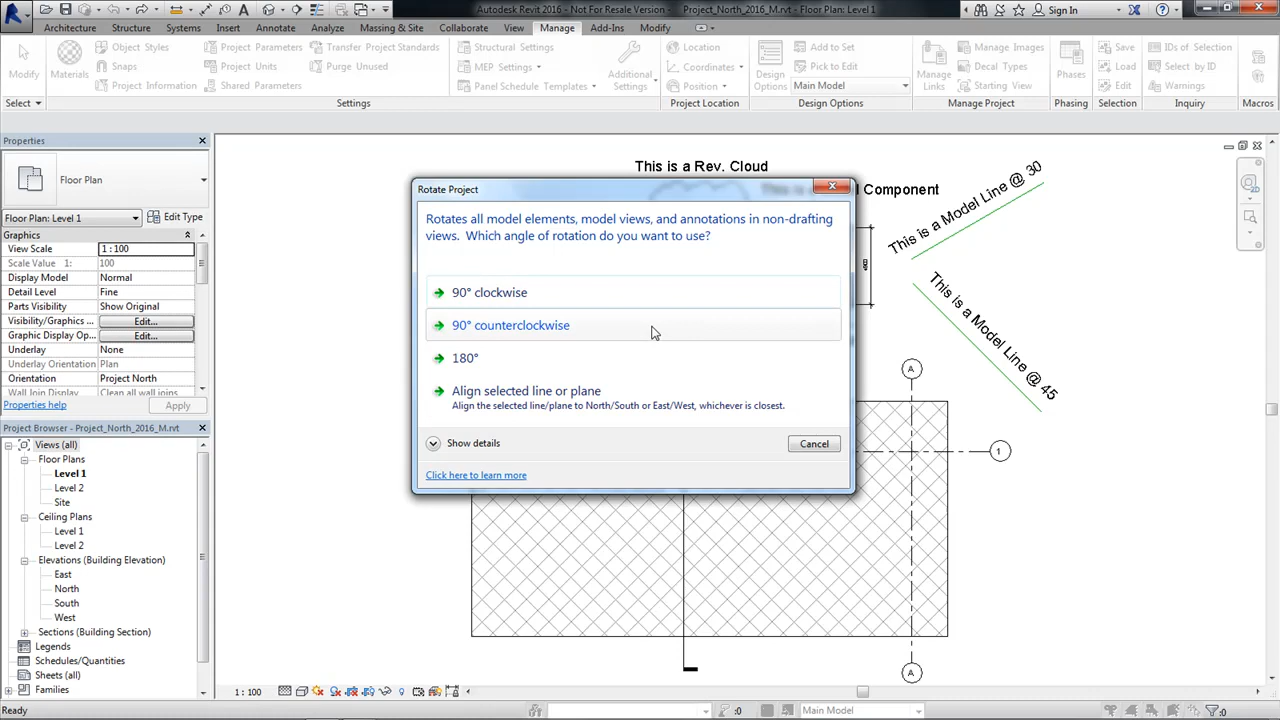 Autodesk Revit 2016 - Not For Resale Version - Project_North_2016_M.rvt - Floor Plan: Level 1
Sign In
Architecture Structure Systems Insert Annotate Analyze Massing & Site Collaborate View Manage Add-Ins Modify
Modify
Materials
Object Styles
Snaps
Project Information
Project Parameters
Project Units
Shared Parameters
Transfer Project Standards
Purge Unused
Structural Settings
MEP Settings
Panel Schedule Templates
Additional
Settings
Location
Coordinates
Position
Design
Options
Add to Set
Pick to Edit
Main Model
Manage
Links
Manage Images
Decal Types
Starting View
Phases
Save
Load
Edit
IDs of Selection
Select by ID
Warnings
Select Settings Project Location Design Options Manage Project Phasing Selection Inquiry Macros
Properties
Floor Plan
Floor Plan: Level 1
Edit Type
Graphics
View Scale 1 : 100
Scale Value 1: 100
Display Model Normal
Detail Level Fine
Parts Visibility Show Original
Visibility/Graphics ... Edit...
Graphic Display Op... Edit...
Underlay None
Underlay Orientation Plan
Orientation Project North
Wall Join Display Clean all wall joins
Properties help
Apply
Project Browser - Project_North_2016_M.rvt
Views (all)
Floor Plans
Level 1
Level 2
Site
Ceiling Plans
Level 1
Level 2
Elevations (Building Elevation)
East
North
South
West
Sections (Building Section)
Legends
Schedules/Quantities
Sheets (all)
Families
This is a Rev. Cloud
Component
This is a Model Line @ 30
This is a Model Line @ 45
A
1
A
Rotate Project
Rotates all model elements, model views, and annotations in non-drafting
views. Which angle of rotation do you want to use?
90° clockwise
90° counterclockwise
180°
Align selected line or plane
Align the selected line/plane to North/South or East/West, whichever is closest.
Show details
Cancel
Click here to learn more
1 : 100
Ready
:0
Main Model
:0